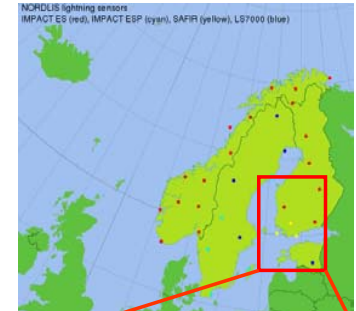 NORDLIS lightning sensors
IMPACT ES (red), IMPACT ESP (cyan), SAFIR (yellow), LS7000 (blue)